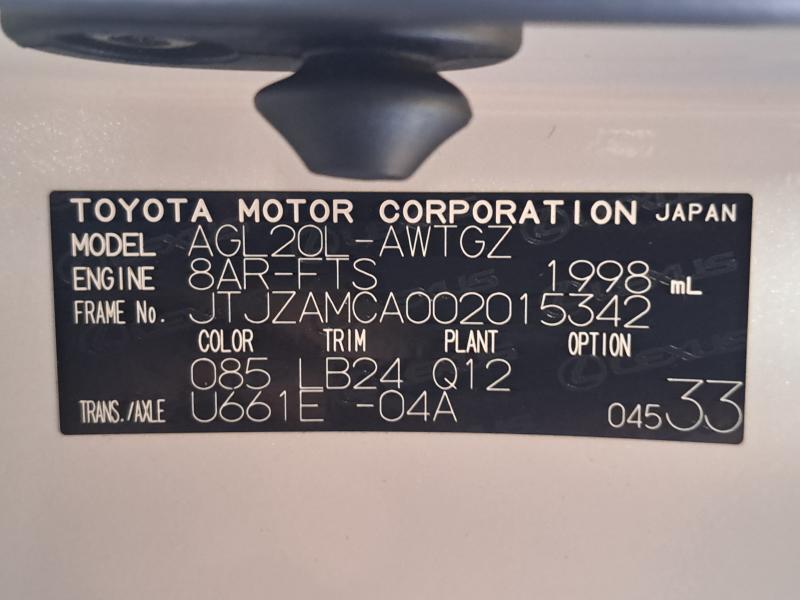 TOYOTA MOTOR CORPORATION JAPAN
MODEL AGL20L-AWTGZ
ENGINE 8AR-FTS 1998 mL
FRAME No. JTJZAMCA002015342
COLOR TRIM PLANT OPTION
085 LB24 Q12
TRANS./AXLE U661E -04A 04533